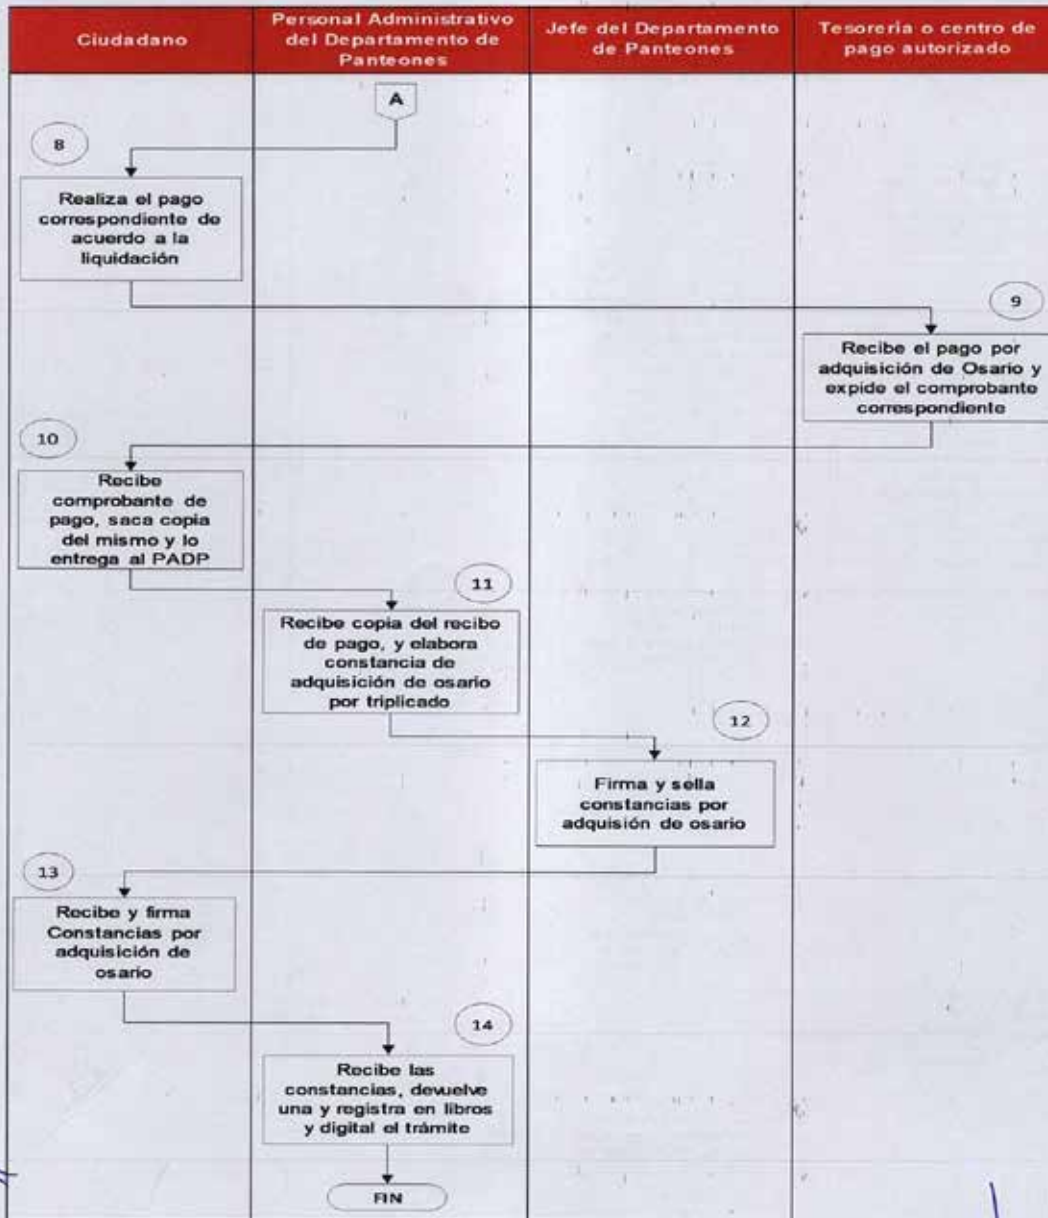 Ciudadano
Personal Administrativo
del Departamento de
Panteones
Jefe del Departamento
de Panteones
Tesorería o centro de
pago autorizado
A
8
Realiza el pago
correspondiente de
acuerdo a la
liquidación
9
Recibe el pago por
adquisición de Osario y
expide el comprobante
correspondiente
10
Recibe
comprobante de
pago, saca copia
del mismo y lo
entrega al PADP
11
Recibe copia del recibo
de pago, y elabora
constancia de
adquisición de osario
por triplicado
12
Firma y sella
constancias por
adquisión de osario
13
Recibe y firma
Constancias por
adquisición de
osario
14
Recibe las
constancias, devuelve
una y registra en libros
y digital el trámite
FIN